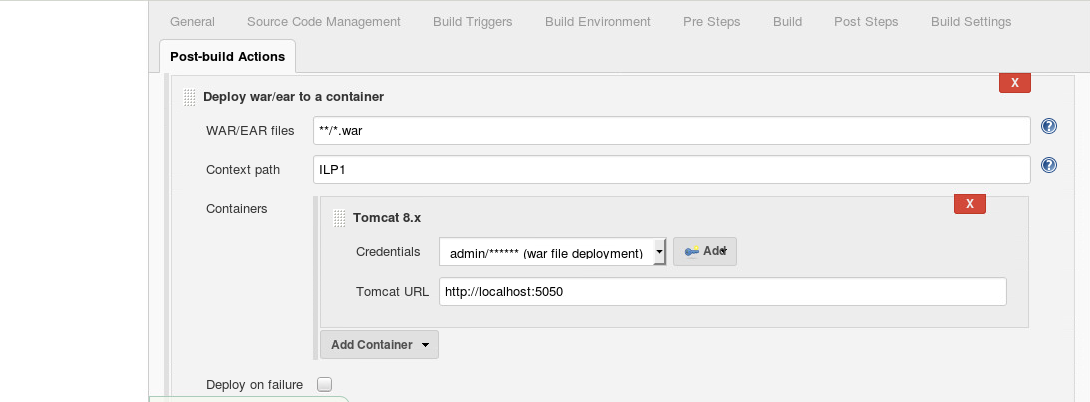 General Source Code Management Build Triggers Build Environment Pre Steps Build Post Steps Build Settings
Post-build Actions
X
Deploy war/ear to a container
WAR/EAR files **/*.war ?
Context path ILP1 ?
Containers
X
Tomcat 8.x
Credentials admin/****** (war file deployment) Add
Tomcat URL http://localhost:5050
Add Container
Deploy on failure